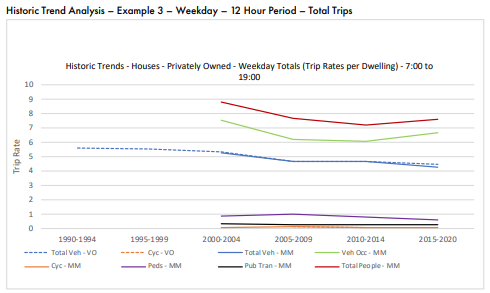 Historic Trend Analysis – Example 3 – Weekday – 12 Hour Period – Total Trips
Historic Trends - Houses - Privately Owned - Weekday Totals (Trip Rates per Dwelling) - 7:00 to
19:00
Trip Rate
10
9
8
7
6
5
4
3
2
1
0
1990-1994 1995-1999 2000-2004 2005-2009 2010-2014 2015-2020
Total Veh - VO Cyc - VO Total Veh - MM Veh Occ - MM
Cyc - MM Peds - MM Pub Tran - MM Total People - MM